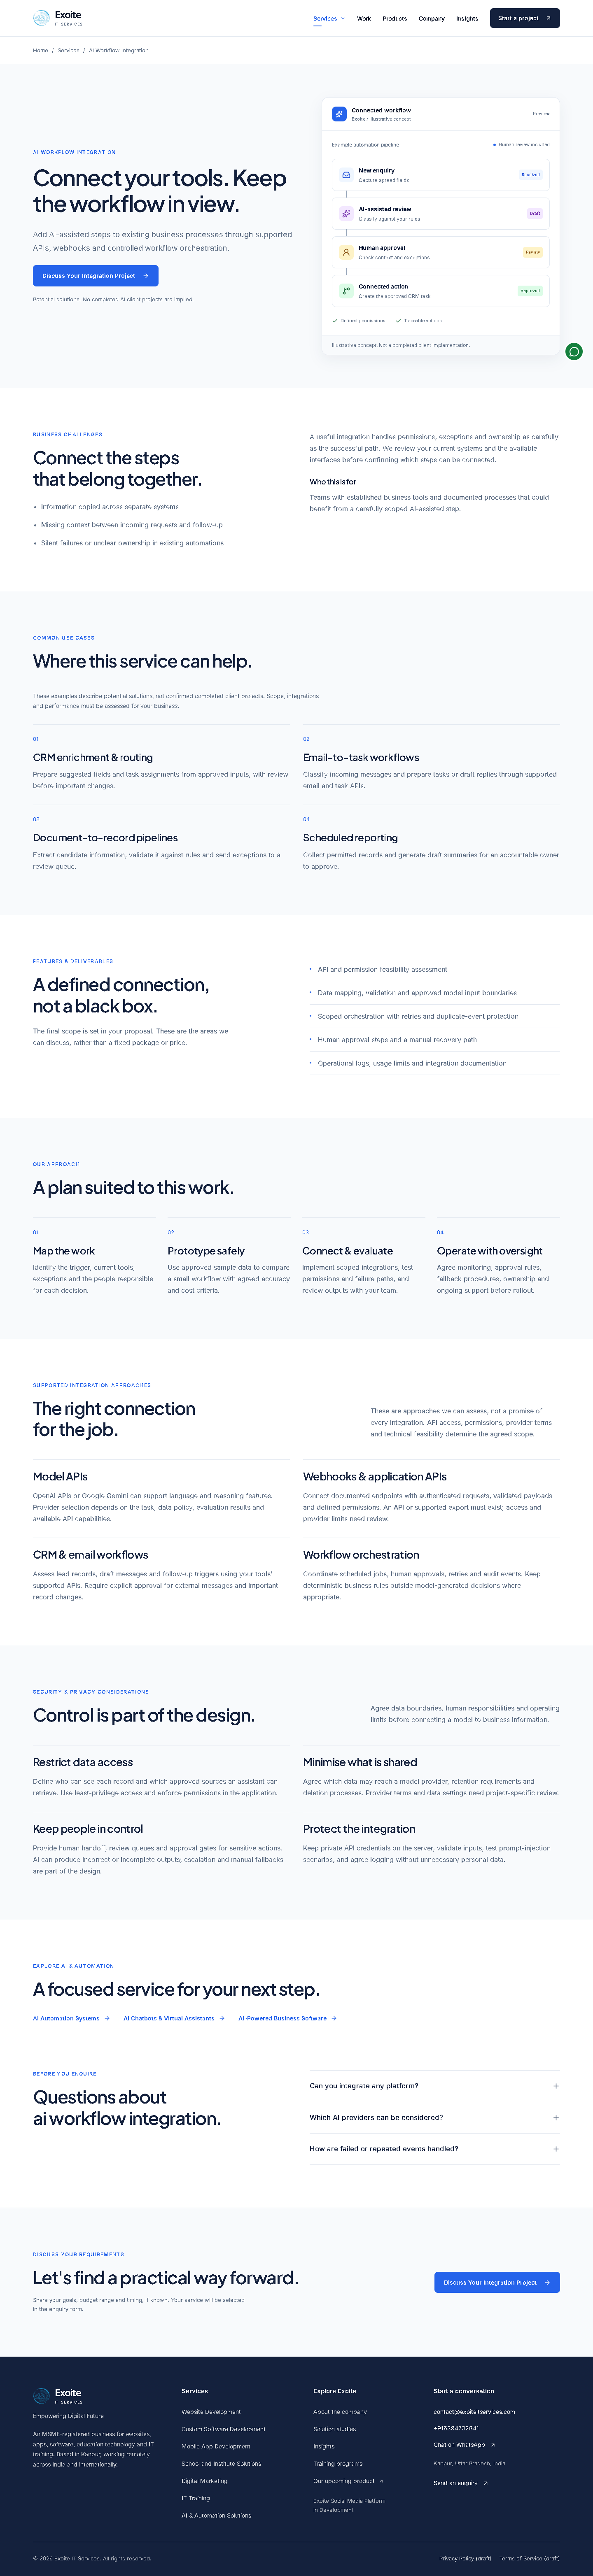 Exoite
IT SERVICES
Services
Work
Products
Company
Insights
Start a project
Home / Services / AI Workflow Integration
AI WORKFLOW INTEGRATION
Connect your tools. Keep
the workflow in view.
Add AI-assisted steps to existing business processes through supported
APIs, webhooks and controlled workflow orchestration.
Discuss Your Integration Project
Potential solutions. No completed AI client projects are implied.
Connected workflow
Exoite / Illustrative concept
Preview
Example automation pipeline
Human review included
New enquiry
Capture agreed fields
Received
AI-assisted review
Classify against your rules
Draft
Human approval
Check context and exceptions
Review
Connected action
Create the approved CRM task
Approved
Defined permissions
Traceable actions
Illustrative concept. Not a completed client implementation.
BUSINESS CHALLENGES
Connect the steps
that belong together.
Information copied across separate systems
Missing context between incoming requests and follow-up
Silent failures or unclear ownership in existing automations
A useful integration handles permissions, exceptions and ownership as carefully
as the successful path. We review your current systems and the available
interfaces before confirming which steps can be connected.
Who this is for
Teams with established business tools and documented processes that could
benefit from a carefully scoped AI-assisted step.
COMMON USE CASES
Where this service can help.
These examples describe potential solutions, not confirmed completed client projects. Scope, integrations
and performance must be assessed for your business.
01
CRM enrichment & routing
Prepare suggested fields and task assignments from approved inputs, with review
before important changes.
02
Email-to-task workflows
Classify incoming messages and prepare tasks or draft replies through supported
email and task APIs.
03
Document-to-record pipelines
Extract candidate information, validate it against rules and send exceptions to a
review queue.
04
Scheduled reporting
Collect permitted records and generate draft summaries for an accountable owner
to approve.
FEATURES & DELIVERABLES
A defined connection,
not a black box.
The final scope is set in your proposal. These are the areas we
can discuss, rather than a fixed package or price.
API and permission feasibility assessment
Data mapping, validation and approved model input boundaries
Scoped orchestration with retries and duplicate-event protection
Human approval steps and a manual recovery path
Operational logs, usage limits and integration documentation
OUR APPROACH
A plan suited to this work.
01
Map the work
Identify the trigger, current tools,
exceptions and the people responsible
for each decision.
02
Prototype safely
Use approved sample data to compare
a small workflow with agreed accuracy
and cost criteria.
03
Connect & evaluate
Implement scoped integrations, test
permissions and failure paths, and
review outputs with your team.
04
Operate with oversight
Agree monitoring, approval rules,
fallback procedures, ownership and
ongoing support before rollout.
SUPPORTED INTEGRATION APPROACHES
The right connection
for the job.
These are approaches we can assess, not a promise of
every integration. API access, permissions, provider terms
and technical feasibility determine the agreed scope.
Model APIs
OpenAI APIs or Google Gemini can support language and reasoning features.
Provider selection depends on the task, data policy, evaluation results and
available API capabilities.
Webhooks & application APIs
Connect documented endpoints with authenticated requests, validated payloads
and defined permissions. An API or supported export must exist; access and
provider limits need review.
CRM & email workflows
Assess lead records, draft messages and follow-up triggers using your tools'
supported APIs. Require explicit approval for external messages and important
record changes.
Workflow orchestration
Coordinate scheduled jobs, human approvals, retries and audit events. Keep
deterministic business rules outside model-generated decisions where
appropriate.
SECURITY & PRIVACY CONSIDERATIONS
Control is part of the design.
Agree data boundaries, human responsibilities and operating
limits before connecting a model to business information.
Restrict data access
Define who can see each record and which approved sources an assistant can
retrieve. Use least-privilege access and enforce permissions in the application.
Minimise what is shared
Agree which data may reach a model provider, retention requirements and
deletion processes. Provider terms and data settings need project-specific review.
Keep people in control
Provide human handoff, review queues and approval gates for sensitive actions.
AI can produce incorrect or incomplete outputs; escalation and manual fallbacks
are part of the design.
Protect the integration
Keep private API credentials on the server, validate inputs, test prompt-injection
scenarios, and agree logging without unnecessary personal data.
EXPLORE AI & AUTOMATION
A focused service for your next step.
AI Automation Systems
AI Chatbots & Virtual Assistants
AI-Powered Business Software
BEFORE YOU ENQUIRE
Questions about
ai workflow integration.
Can you integrate any platform?
Which AI providers can be considered?
How are failed or repeated events handled?
DISCUSS YOUR REQUIREMENTS
Let's find a practical way forward.
Share your goals, budget range and timing, if known. Your service will be selected
in the enquiry form.
Discuss Your Integration Project
Exoite
IT SERVICES
Empowering Digital Future
An MSME-registered business for websites,
apps, software, education technology and IT
training. Based in Kanpur, working remotely
across India and internationally.
Services
Website Development
Custom Software Development
Mobile App Development
School and Institute Solutions
Digital Marketing
IT Training
AI & Automation Solutions
Explore Exoite
About the company
Solution studies
Insights
Training programs
Our upcoming product
Exoite Social Media Platform
in Development
Start a conversation
contact@exoiteitservices.com
+916394732841
Chat on WhatsApp
Kanpur, Uttar Pradesh, India
Send an enquiry
© 2026 Exoite IT Services. All rights reserved.
Privacy Policy (draft)
Terms of Service (draft)